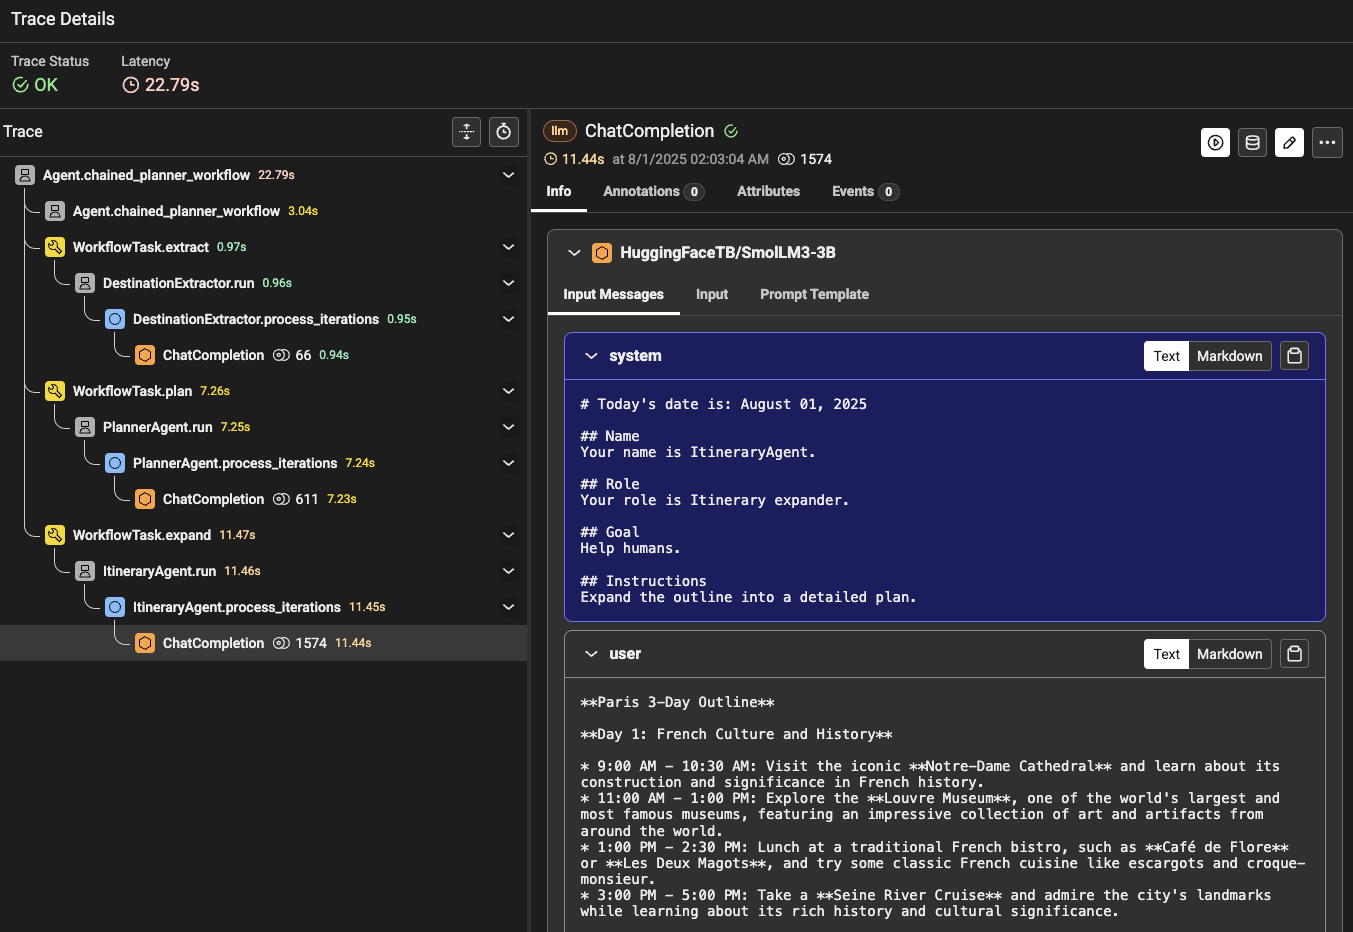 Trace Details
Trace Status
Latency
OK
22.79s
Trace
Agent.chained_planner_workflow 22.79s
Agent.chained_planner_workflow 3.04s
WorkflowTask.extract 0.97s
DestinationExtractor.run 0.96s
DestinationExtractor.process_iterations 0.95s
ChatCompletion 66 0.94s
WorkflowTask.plan 7.26s
PlannerAgent.run 7.25s
PlannerAgent.process_iterations 7.24s
ChatCompletion 611 7.23s
WorkflowTask.expand 11.47s
ItineraryAgent.run 11.46s
ItineraryAgent.process_iterations 11.45s
ChatCompletion 1574 11.44s
llm ChatCompletion
11.44s at 8/1/2025 02:03:04 AM 1574
Info Annotations 0 Attributes Events 0
HuggingFaceTB/SmolLM3-3B
Input Messages Input Prompt Template
system Text Markdown
# Today's date is: August 01, 2025
## Name
Your name is ItineraryAgent.
## Role
Your role is Itinerary expander.
## Goal
Help humans.
## Instructions
Expand the outline into a detailed plan.
user Text Markdown
**Paris 3-Day Outline**
**Day 1: French Culture and History**
* 9:00 AM - 10:30 AM: Visit the iconic **Notre-Dame Cathedral** and learn about its
construction and significance in French history.
* 11:00 AM - 1:00 PM: Explore the **Louvre Museum**, one of the world's largest and
most famous museums, featuring an impressive collection of art and artifacts from
around the world.
* 1:00 PM - 2:30 PM: Lunch at a traditional French bistro, such as **Café de Flore**
or **Les Deux Magots**, and try some classic French cuisine like escargots and croque-
monsieur.
* 3:00 PM - 5:00 PM: Take a **Seine River Cruise** and admire the city's landmarks
while learning about its rich history and cultural significance.